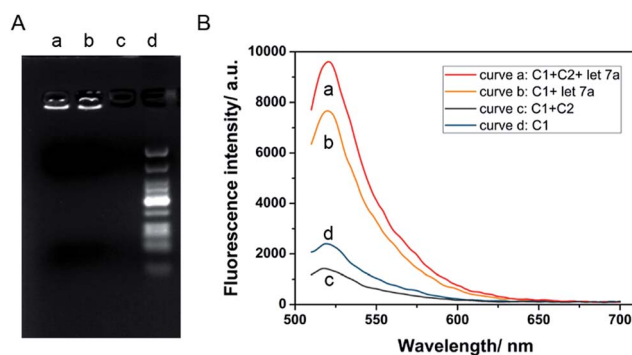 A
a b c d
B
10000
8000
6000
4000
2000
0
Fluorescence intensity/ a.u.
curve a: C1+C2+ let 7a
curve b: C1+ let 7a
curve c: C1+C2
curve d: C1
a
b
d
c
500 550 600 650 700
Wavelength/ nm